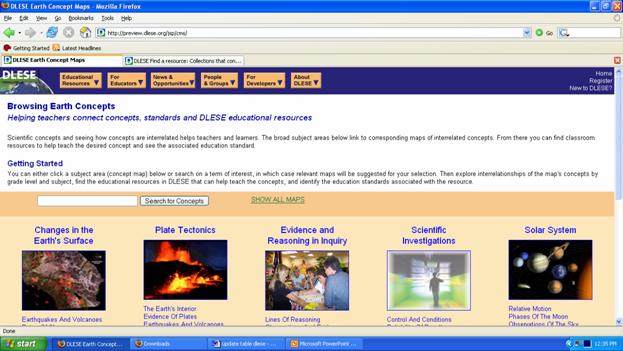 DLESE Earth Concept Maps - Mozilla Firefox
File Edit View Go Bookmarks Tools Help
http://preview.dlese.org/jsp/cms/
Go
Getting Started Latest Headlines
DLESE Earth Concept Maps DLESE Find a resource: Collections that con...
DLESE
Educational Resources For Educators News & Opportunities People & Groups For Developers About DLESE
Home
Register
New to DLESE?
Browsing Earth Concepts
Helping teachers connect concepts, standards and DLESE educational resources
Scientific concepts and seeing how concepts are interrelated helps teachers and learners. The broad subject areas below link to corresponding maps of interrelated concepts. From there you can find classroom
resources to help teach the desired concept and see the associated education standard.
Getting Started
You can either click a subject area (concept map) below or search on a term of interest, in which case relevant maps will be suggested for your selection. Then explore interrelationships of the map's concepts by
grade level and subject, find the educational resources in DLESE that can help teach the concepts, and identify the education standards associated with the resource.
Search for Concepts SHOW ALL MAPS
Changes in the Earth's Surface
Earthquakes And Volcanoes
Plate Tectonics
The Earth's Interior
Evidence Of Plates
Earthquakes And Volcanoes
Evidence and Reasoning in Inquiry
Lines Of Reasoning
Scientific Investigations
Control And Conditions
Solar System
Relative Motion
Phases Of The Moon
Observations Of The Sky
Done
start DLESE Earth Concept... Downloads update table dlese - ... Microsoft PowerPoint ... 12:35 PM